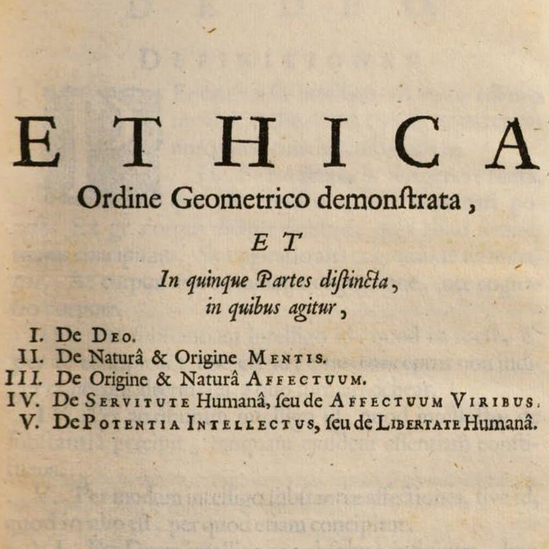 ETHICA
Ordine Geometrico demonſtrata,
ET
In quinque Partes diſtincta,
in quibus agitur,
I. De DEO.
II. De Naturâ & Origine MENTIS.
III. De Origine & Naturâ AFFECTUUM.
IV. De SERVITUTE Humanâ, ſeu de AFFECTUUM VIRIBUS.
V. De POTENTIA INTELLECTUS, ſeu de LIBERTATE Humanâ.